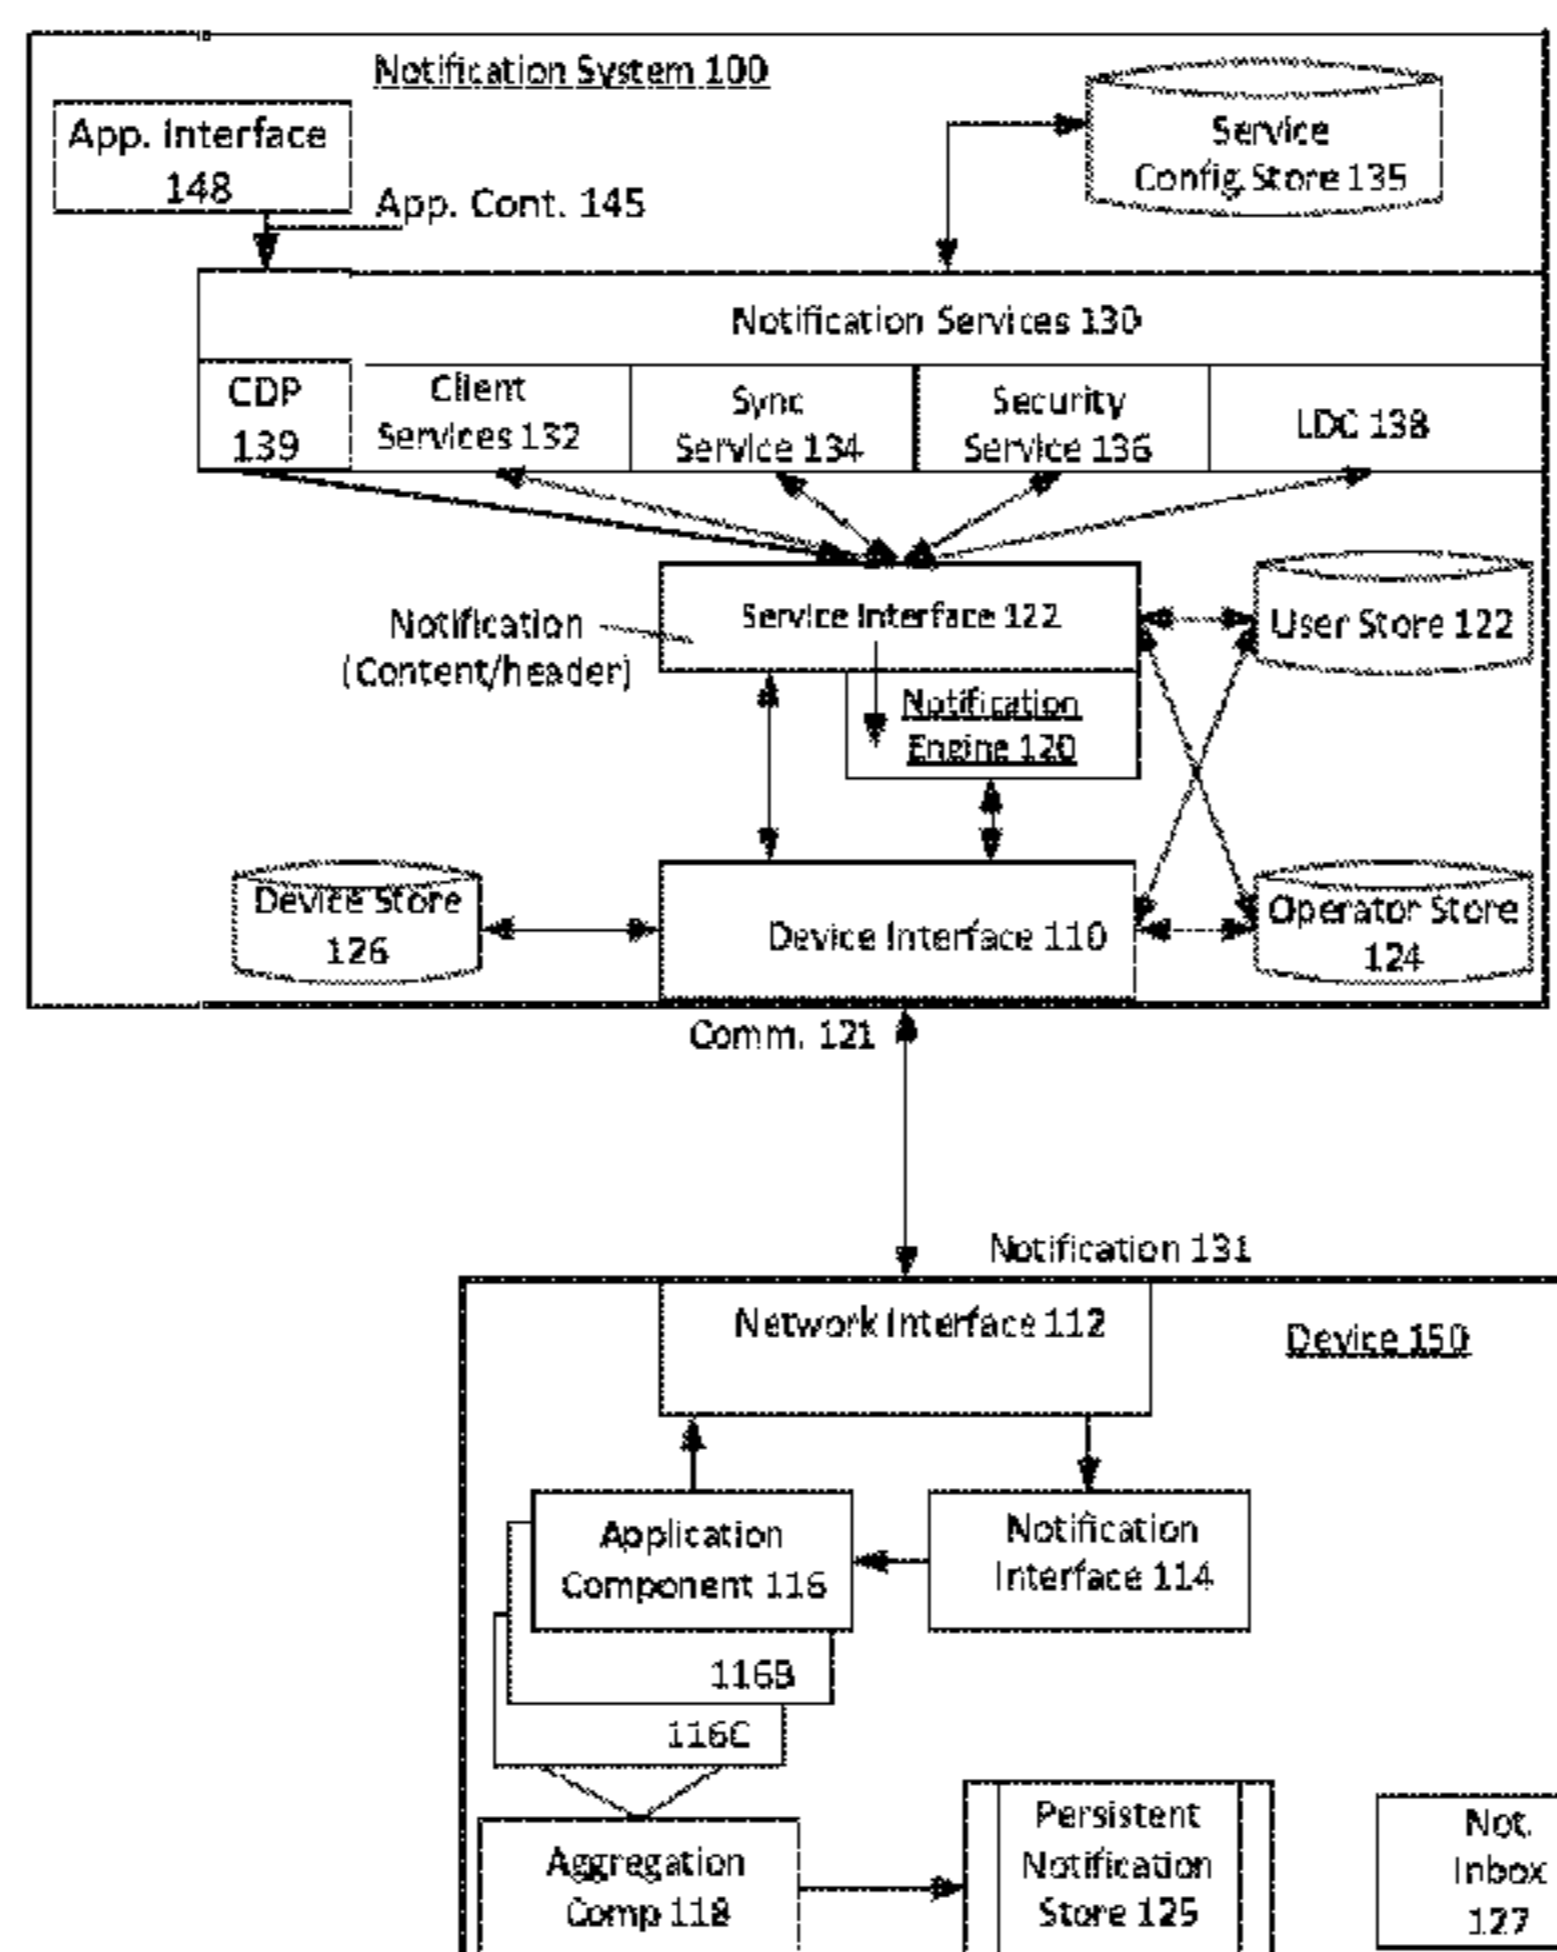 Notification System 100
App. Interface
148
App. Cont. 145
Service
Config Store 135
Notification Services 130
CDP
139
Client
Services 132
Sync
Service 134
Security
Service 136
LDC 138
Service Interface 122
Notification
(Content/header)
User Store 122
Notification
Engine 120
Device Store
126
Device Interface 110
Operator Store
124
Comm. 121
Notification 131
Network Interface 112
Device 150
Application
Component 116
Notification
Interface 114
116B
116C
Aggregation
Comp 118
Persistent
Notification
Store 125
Not.
Inbox
127